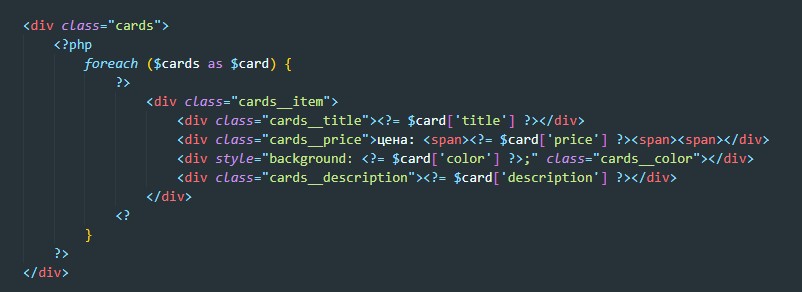 <div class="cards">
<?php
foreach ($cards as $card) {
?>
<div class="cards__item">
<div class="cards__title"><?= $card['title'] ?></div>
<div class="cards__price">цена: <span><?= $card['price'] ?><span><span></div>
<div style="background: <?= $card['color'] ?>;" class="cards__color"></div>
<div class="cards__description"><?= $card['description'] ?></div>
</div>
<?
}
?>
</div>